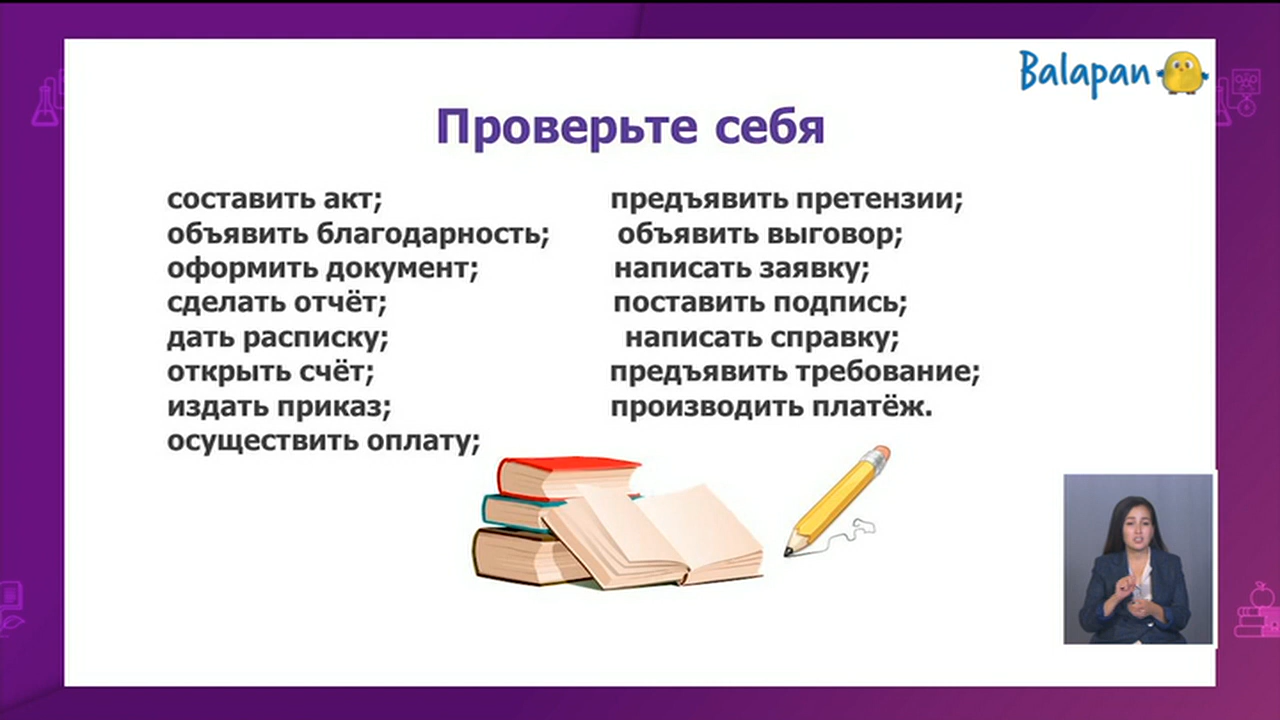 Balapan
Проверьте себя
составить акт;
объявить благодарность;
оформить документ;
сделать отчёт;
дать расписку;
открыть счёт;
издать приказ;
осуществить оплату;
предъявить претензии;
объявить выговор;
написать заявку;
поставить подпись;
написать справку;
предъявить требование;
производить платёж.